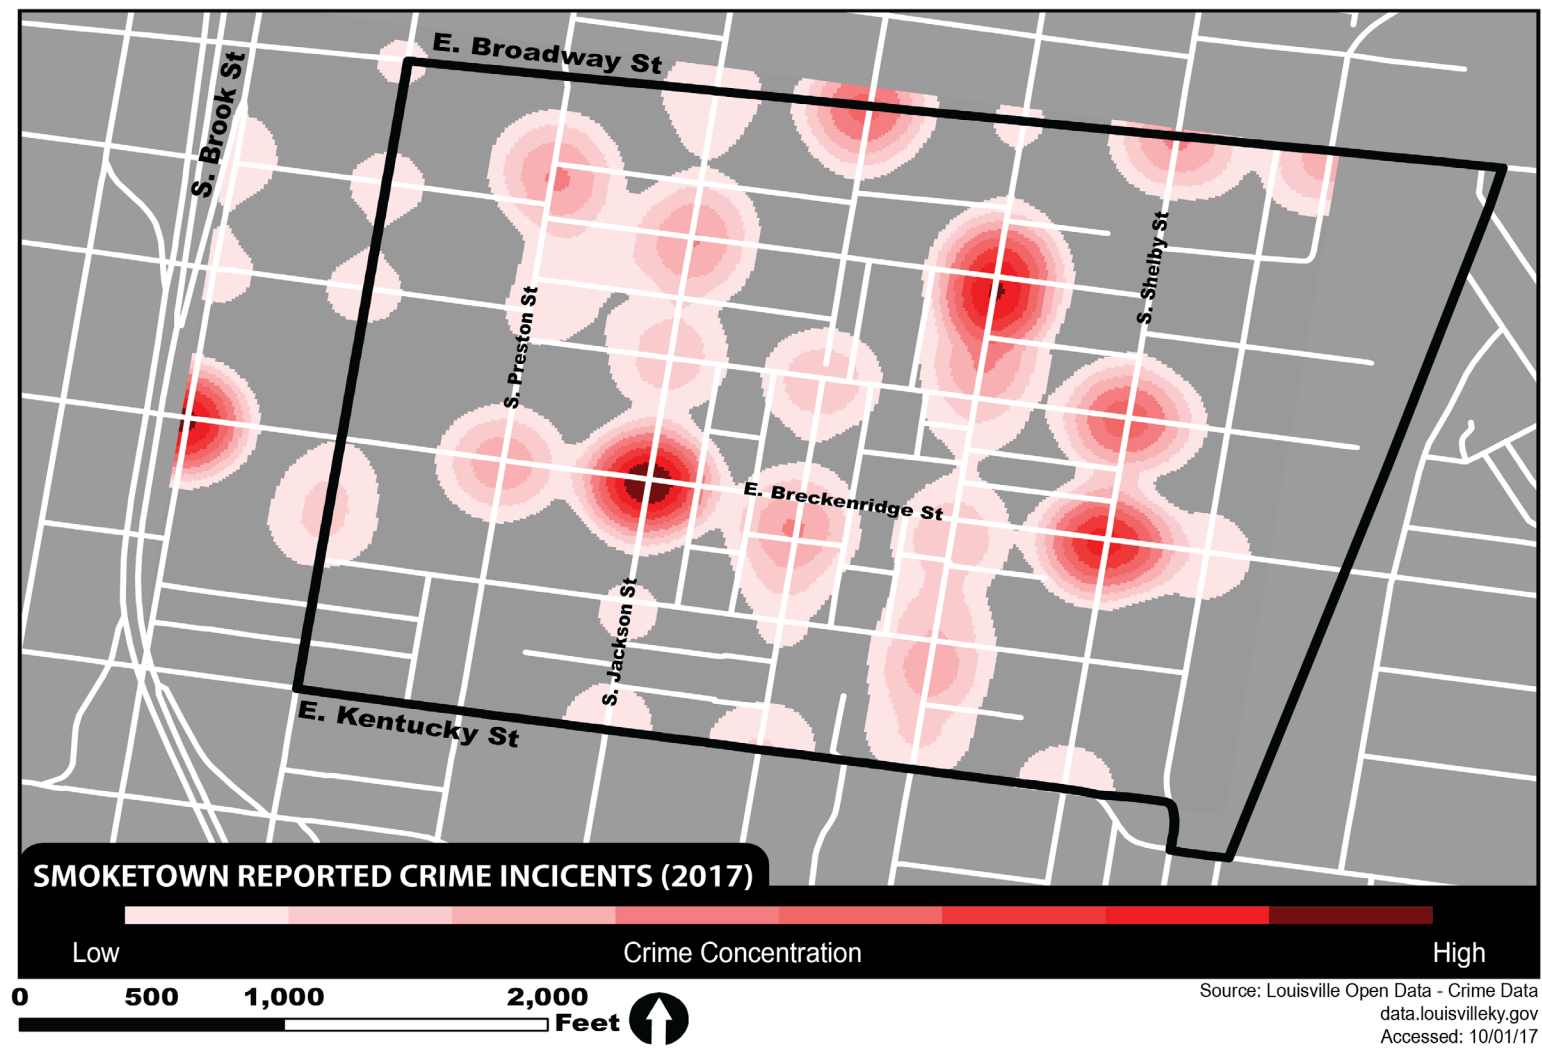 E. Broadway St
S. Brook St
S. Shelby St
S. Preston St
E. Breckenridge St
S. Jackson St
E. Kentucky St
SMOKETOWN REPORTED CRIME INCICENTS (2017)
Low Crime Concentration High
0 500 1,000 2,000
Feet
Source: Louisville Open Data - Crime Data
data.louisvilleky.gov
Accessed: 10/01/17